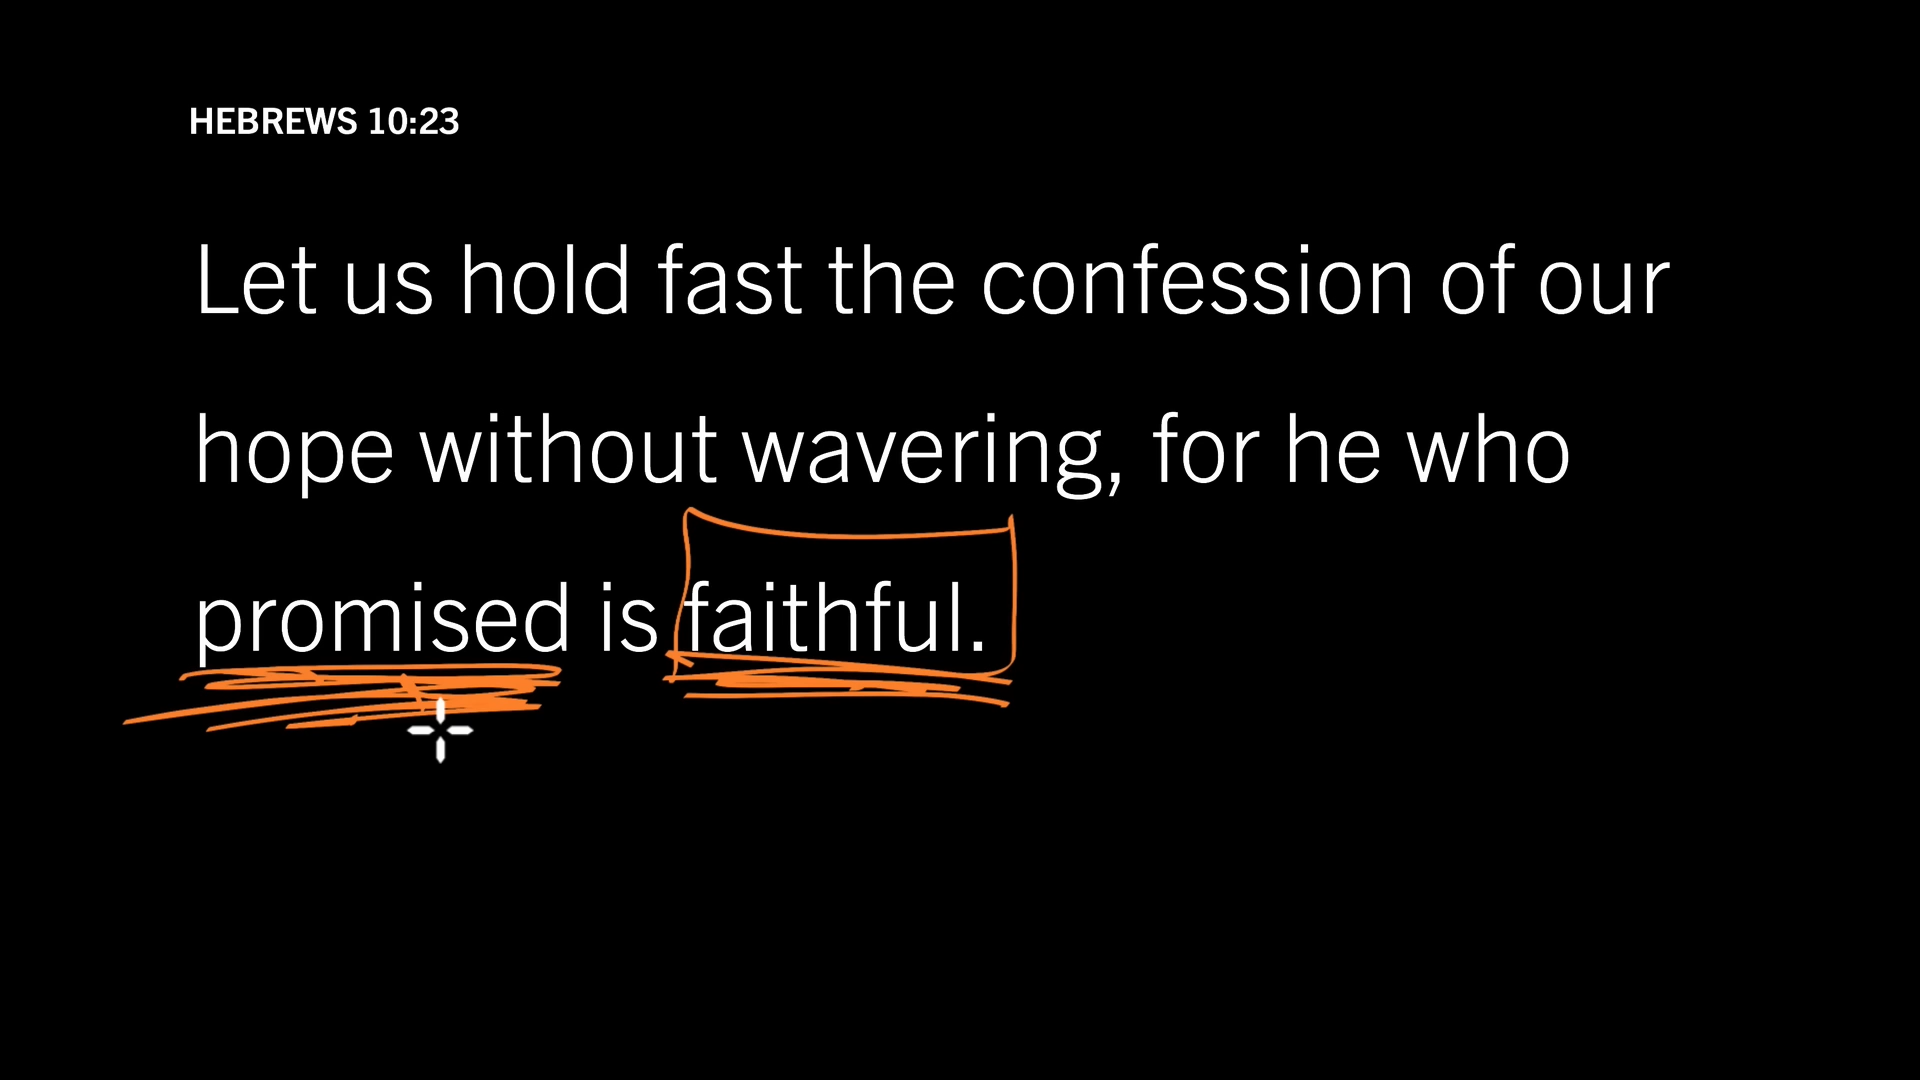 HEBREWS 10:23
Let us hold fast the confession of our
hope without wavering, for he who
promised is faithful.